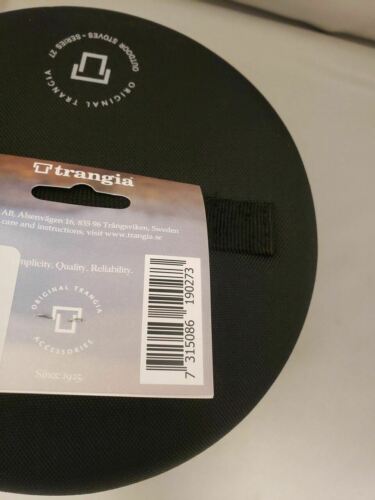 ORIGINAL TRANGIA
OUTDOOR STOVES - SERIES 27
trangia
AB, Alsenvägen 16, 835 96 Trångsviken, Sweden
care and instructions, visit www.trangia.se
mplicity. Quality. Reliability.
ORIGINAL TRANGIA
ACCESSORIES
Since 1925
7 315086 190273